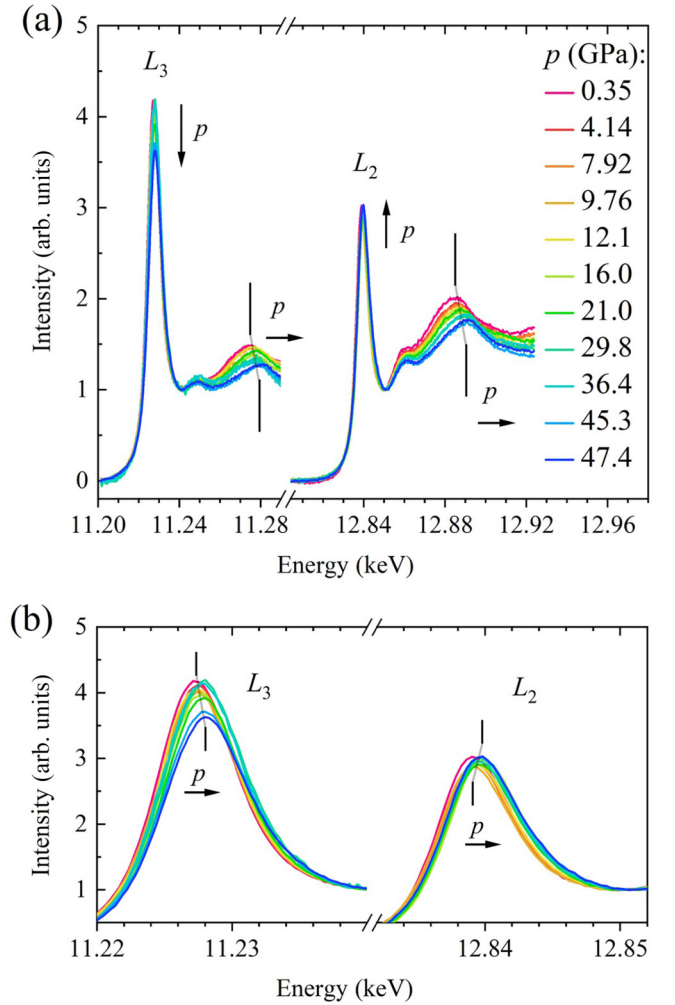 (a)
5
4
3
2
1
0
Intensity (arb. units)
L3
p
p
L2
p
p
p (GPa):
0.35
4.14
7.92
9.76
12.1
16.0
21.0
29.8
36.4
45.3
47.4
11.20 11.24 11.28 12.84 12.88 12.92 12.96
Energy (keV)
(b)
5
4
3
2
1
Intensity (arb. units)
L3
p
L2
p
11.22 11.23 12.84 12.85
Energy (keV)